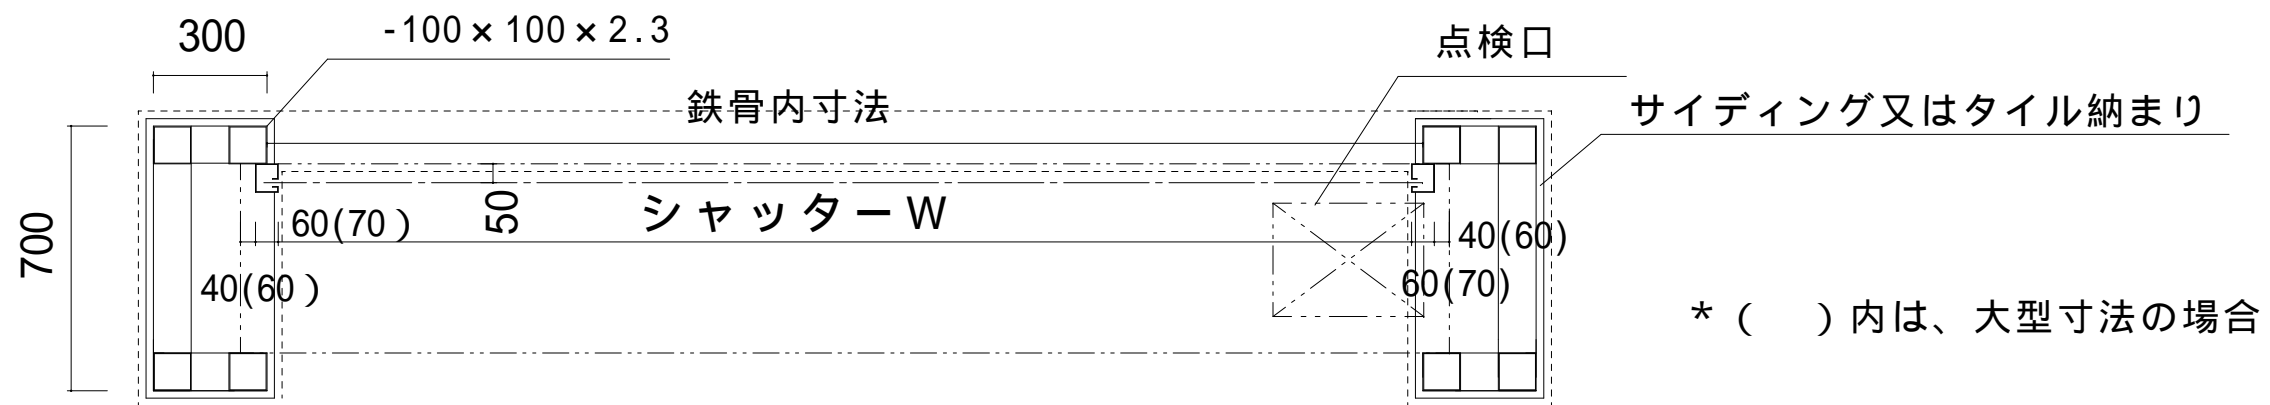 300
-100×100×2.3
点検口
鉄骨内寸法
サイディング又はタイル納まり
700
50
シャッターW
60(70)
40(60)
40(60)
60(70)
*(　)内は、大型寸法の場合